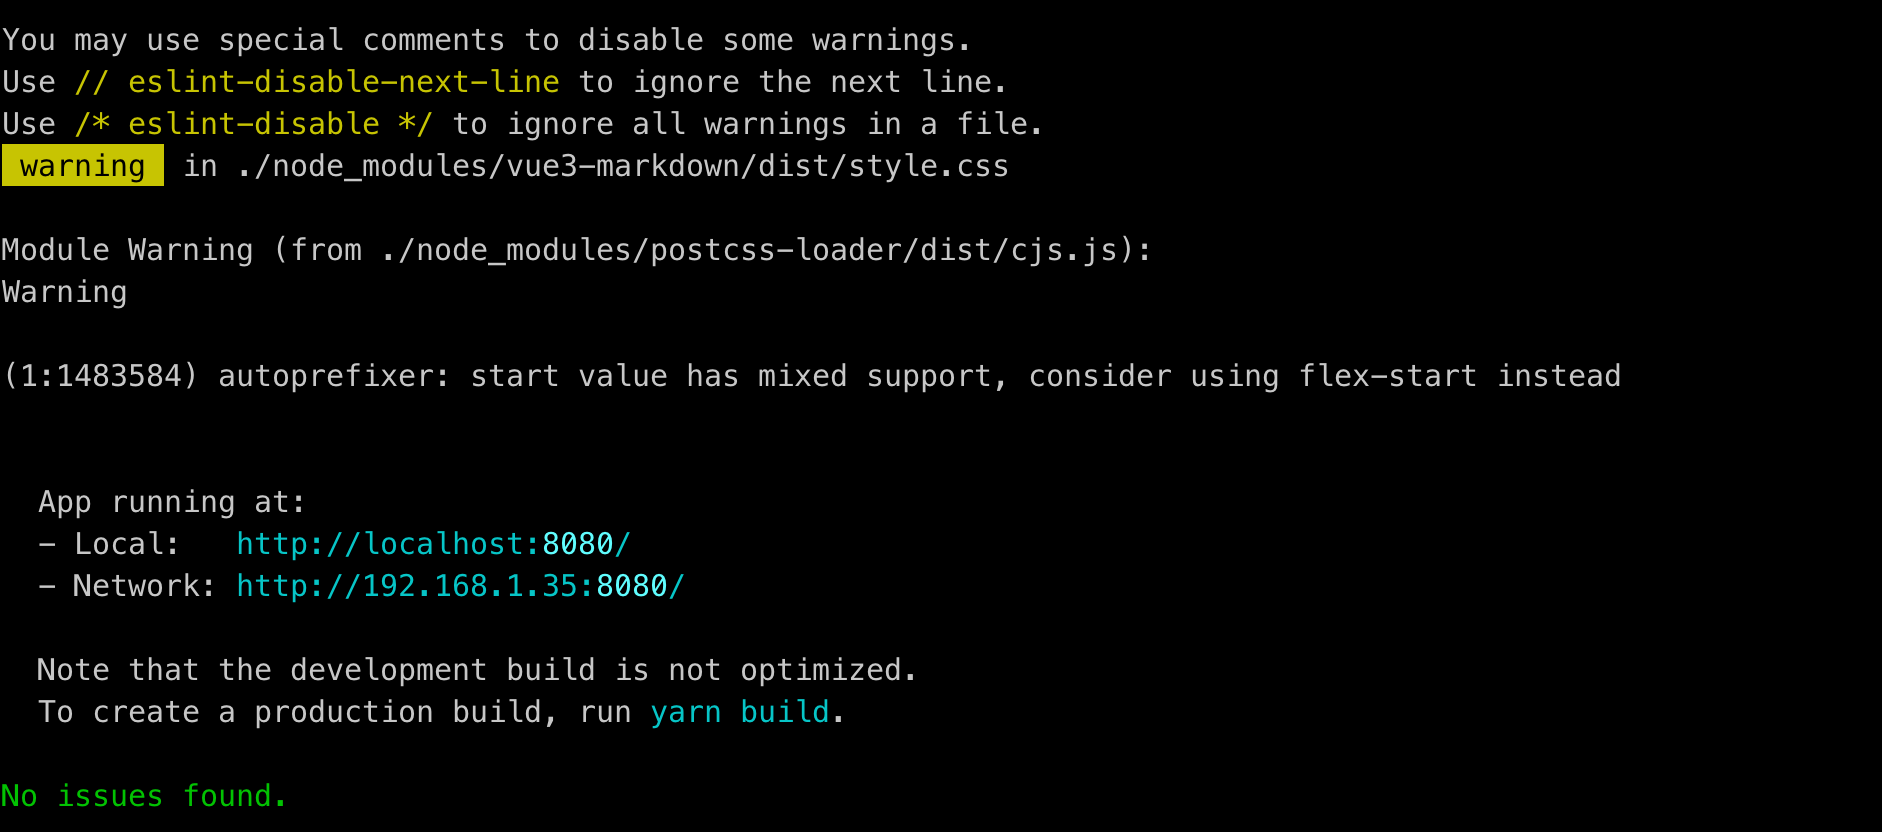 You may use special comments to disable some warnings.
Use // eslint-disable-next-line to ignore the next line.
Use /* eslint-disable */ to ignore all warnings in a file.
warning in ./node_modules/vue3-markdown/dist/style.css
Module Warning (from ./node_modules/postcss-loader/dist/cjs.js):
Warning
(1:1483584) autoprefixer: start value has mixed support, consider using flex-start instead
App running at:
- Local: http://localhost:8080/
- Network: http://192.168.1.35:8080/
Note that the development build is not optimized.
To create a production build, run yarn build.
No issues found.